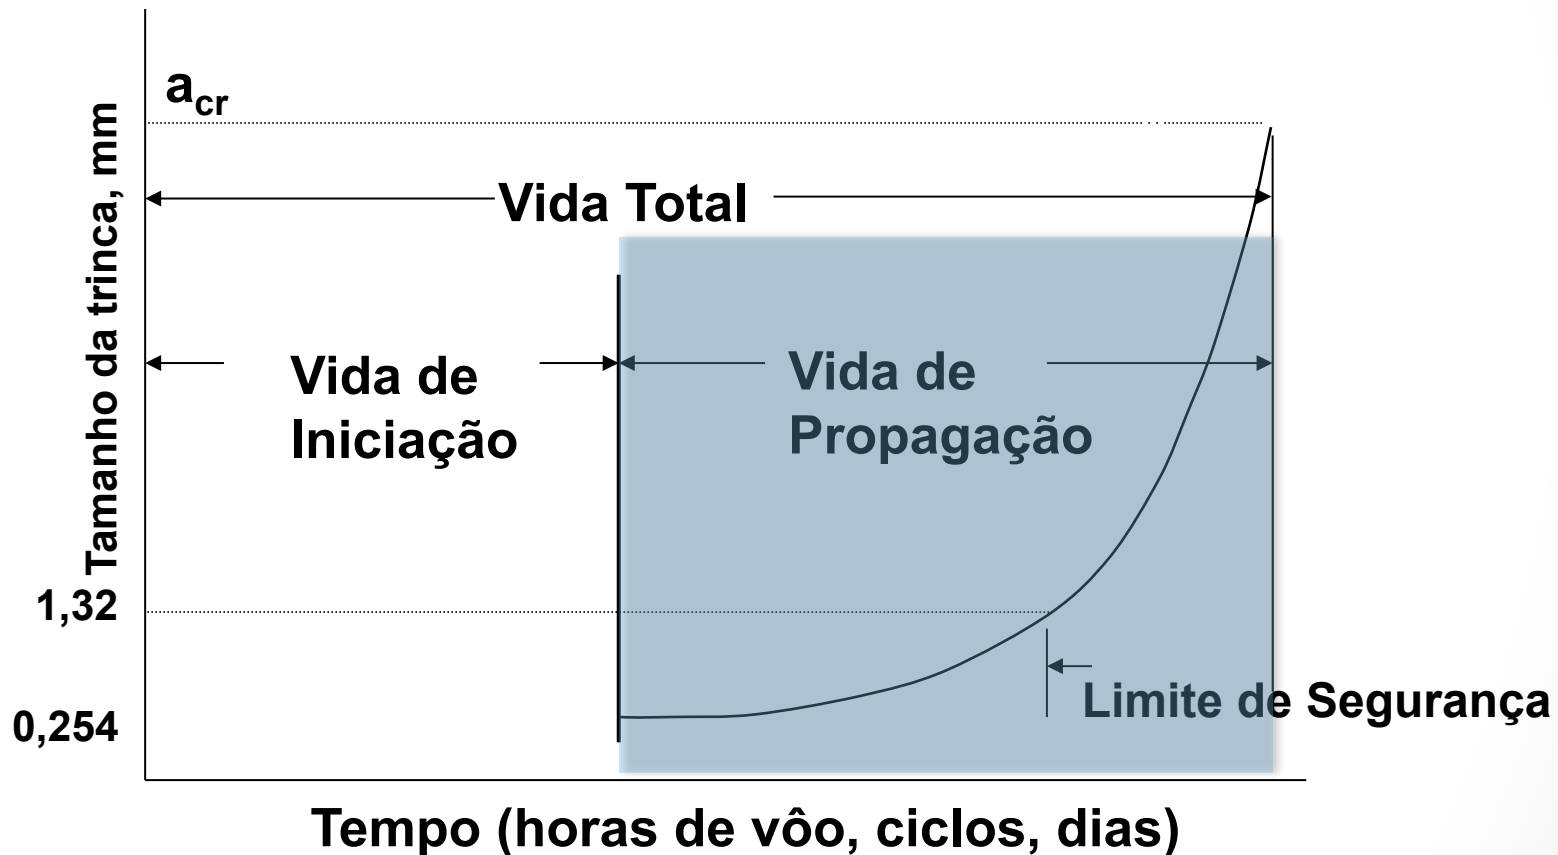 a_cr
Tamanho da trinca, mm
Vida Total
Vida de
Iniciação
Vida de
Propagação
1,32
Limite de Segurança
0,254
Tempo (horas de vôo, ciclos, dias)